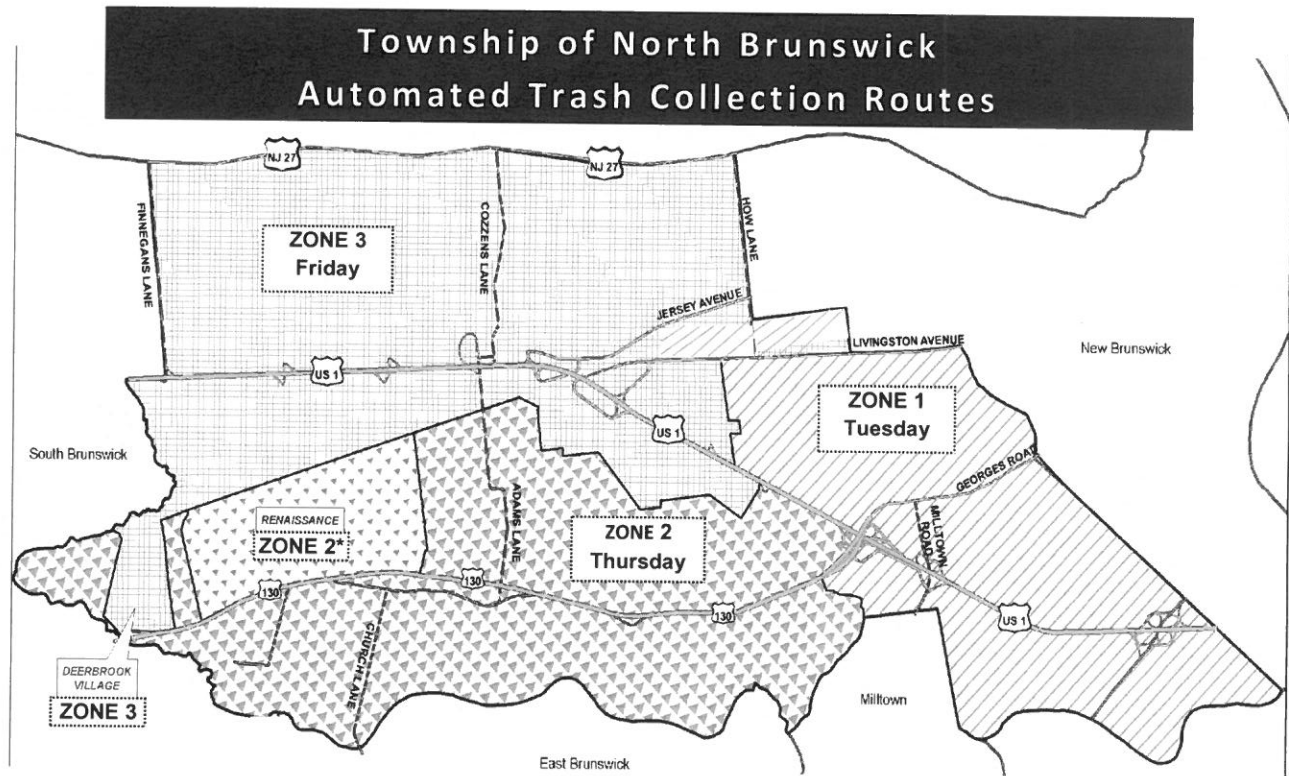 Township of North Brunswick
Automated Trash Collection Routes
NJ 27
NJ 27
FINNEGANS LANE
COZZENS LANE
HOW LANE
ZONE 3
Friday
JERSEY AVENUE
LIVINGSTON AVENUE
New Brunswick
US 1
ZONE 1
Tuesday
US 1
South Brunswick
GEORGES ROAD
ADAMS LANE
MILLTOWN
ROAD
RENAISSANCE
ZONE 2*
ZONE 2
Thursday
130
130
130
US 1
CHURCH LANE
DEERBROOK
VILLAGE
ZONE 3
Milltown
East Brunswick